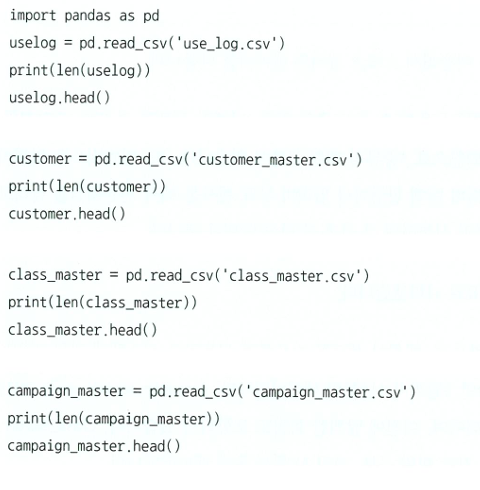 import pandas as pd
uselog = pd.read_csv('use_log.csv')
print(len(uselog))
uselog.head()
customer = pd.read_csv('customer_master.csv')
print(len(customer))
customer.head()
class_master = pd.read_csv('class_master.csv')
print(len(class_master))
class_master.head()
campaign_master = pd.read_csv('campaign_master.csv')
print(len(campaign_master))
campaign_master.head()